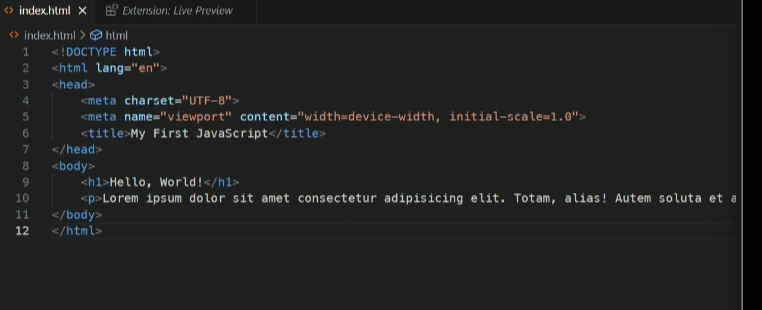 index.html
Extension: Live Preview
index.html html
1 <!DOCTYPE html>
2 <html lang="en">
3 <head>
4 <meta charset="UTF-8">
5 <meta name="viewport" content="width=device-width, initial-scale=1.0">
6 <title>My First JavaScript</title>
7 </head>
8 <body>
9 <h1>Hello, World!</h1>
10 <p>Lorem ipsum dolor sit amet consectetur adipisicing elit. Totam, alias! Autem soluta et a
11 </body>
12 </html>